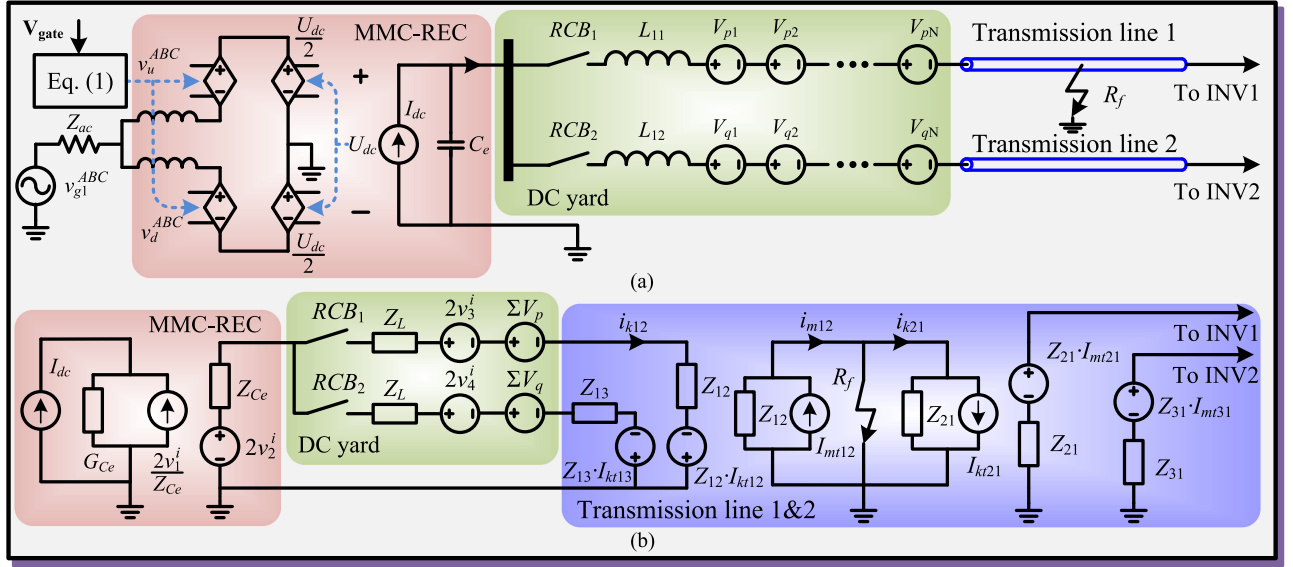 V_gate
Eq. (1)
v_u^ABC
Z_ac
v_g1^ABC
v_d^ABC
U_dc
2
U_dc
2
MMC-REC
+
U_dc
−
I_dc
C_e
RCB_1
L_11
V_p1
V_p2
V_pN
RCB_2
L_12
V_q1
V_q2
V_qN
DC yard
Transmission line 1
R_f
To INV1
Transmission line 2
To INV2
(a)
MMC-REC
I_dc
G_Ce
2v_1^i
Z_Ce
Z_Ce
2v_2^i
RCB_1
Z_L
2v_3^i
ΣV_p
RCB_2
Z_L
2v_4^i
ΣV_q
DC yard
i_k12
Z_13
Z_12
Z_13·I_kt13
Z_12·I_kt12
i_m12
i_k21
Z_12
I_mt12
R_f
Z_21
I_kt21
Z_21·I_mt21
Z_21
Z_31·I_mt31
Z_31
To INV1
To INV2
Transmission line 1&2
(b)